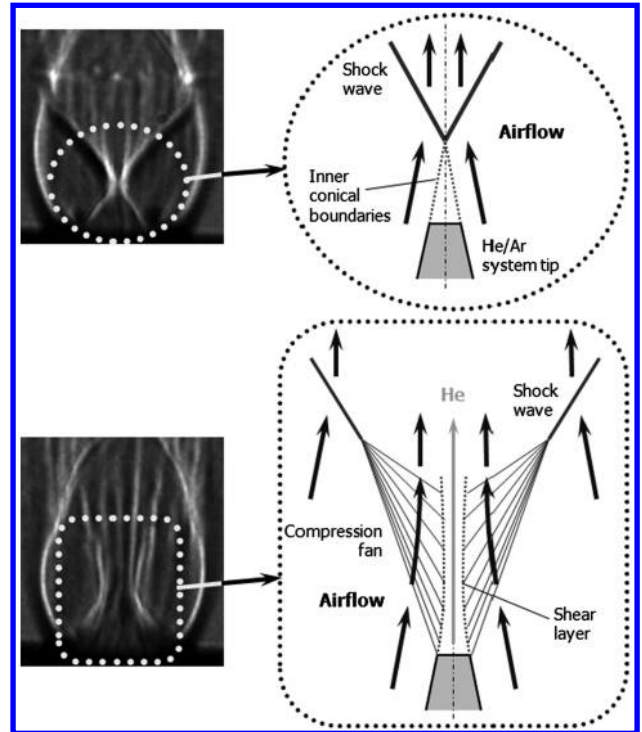 Shock
wave
Airflow
Inner
conical
boundaries
He/Ar
system tip
He
Shock
wave
Compression
fan
Airflow
Shear
layer